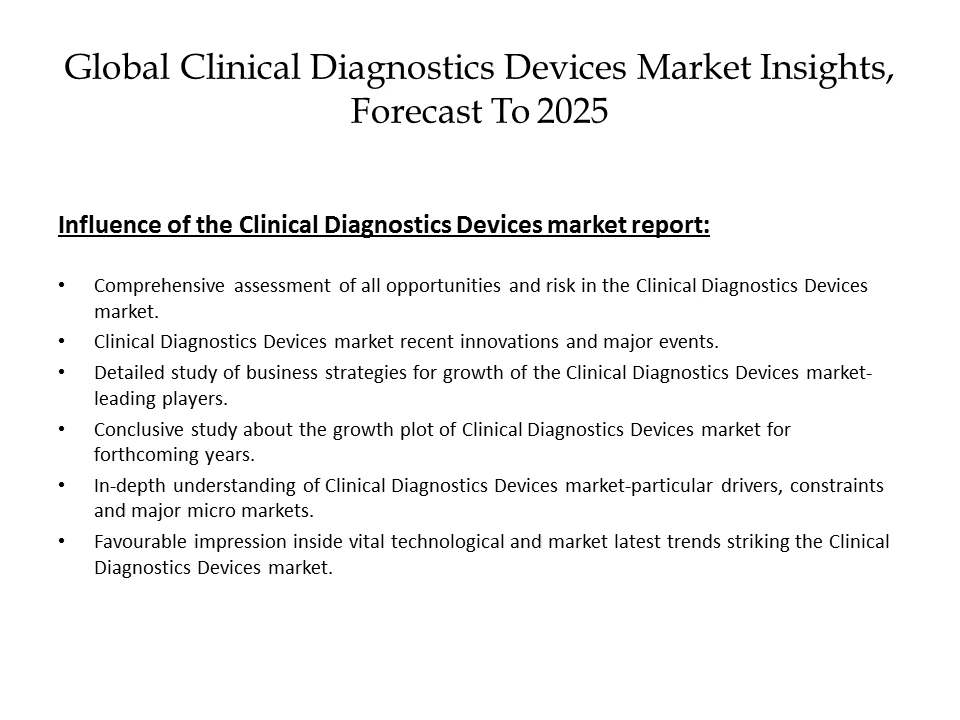 Global Clinical Diagnostics Devices Market Insights,
Forecast To 2025
Influence of the Clinical Diagnostics Devices market report:
• Comprehensive assessment of all opportunities and risk in the Clinical Diagnostics Devices
market.
• Clinical Diagnostics Devices market recent innovations and major events.
• Detailed study of business strategies for growth of the Clinical Diagnostics Devices market-
leading players.
• Conclusive study about the growth plot of Clinical Diagnostics Devices market for
forthcoming years.
• In-depth understanding of Clinical Diagnostics Devices market-particular drivers, constraints
and major micro markets.
• Favourable impression inside vital technological and market latest trends striking the Clinical
Diagnostics Devices market.